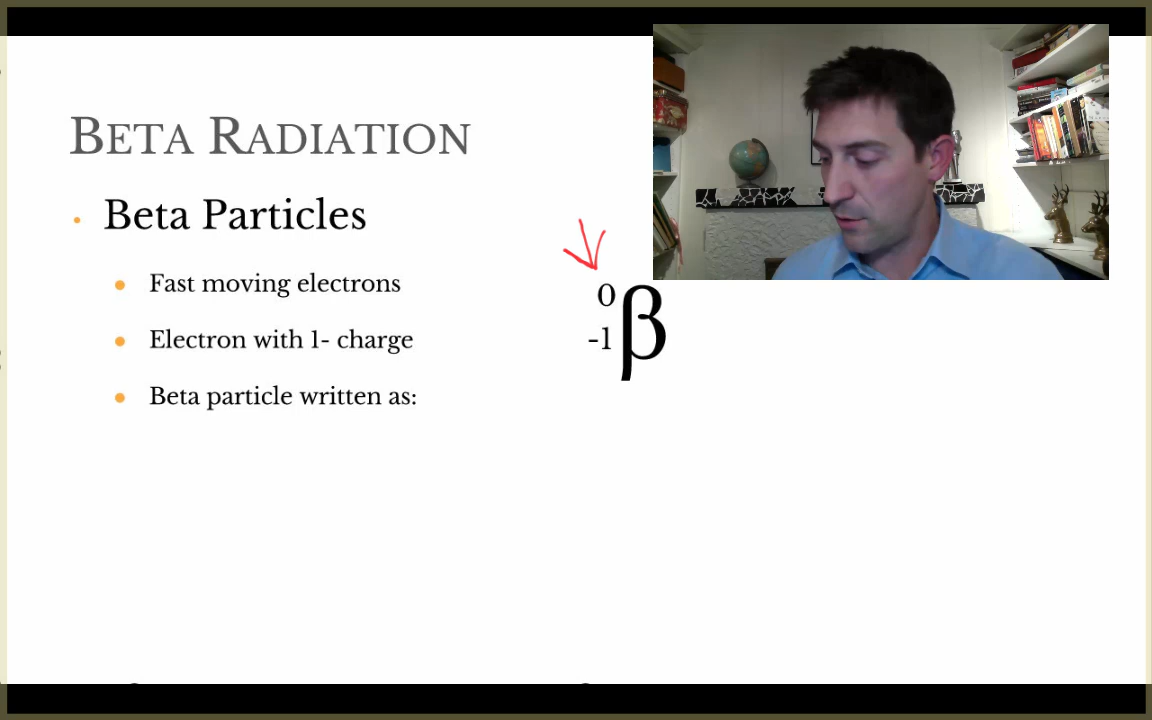 BETA RADIATION
Beta Particles
Fast moving electrons
Electron with 1- charge
Beta particle written as:
0
-1 β